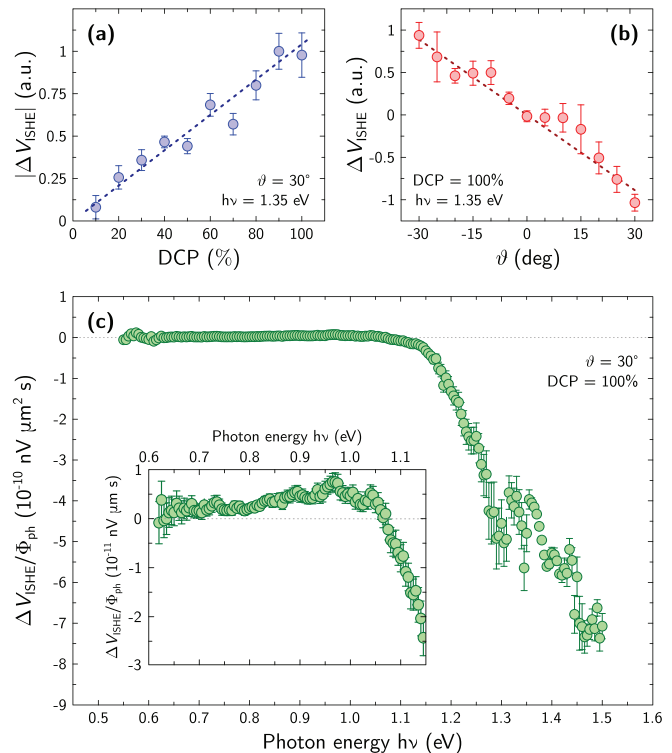 (a)
|ΔV_ISHE| (a.u.)
1
0.75
0.5
0.25
0
ϑ = 30°
hν = 1.35 eV
20 40 60 80 100
DCP (%)
(b)
ΔV_ISHE (a.u.)
1
0.5
0
-0.5
-1
DCP = 100%
hν = 1.35 eV
-30 -15 0 15 30
ϑ (deg)
(c)
ΔV_ISHE/Φ_ph (10⁻¹⁰ nV μm² s)
1
0
-1
-2
-3
-4
-5
-6
-7
-8
-9
ϑ = 30°
DCP = 100%
Photon energy hν (eV)
0.6 0.7 0.8 0.9 1.0 1.1
ΔV_ISHE/Φ_ph (10⁻¹¹ nV μm s)
1
0
-1
-2
-3
0.5 0.6 0.7 0.8 0.9 1.0 1.1 1.2 1.3 1.4 1.5 1.6
Photon energy hν (eV)